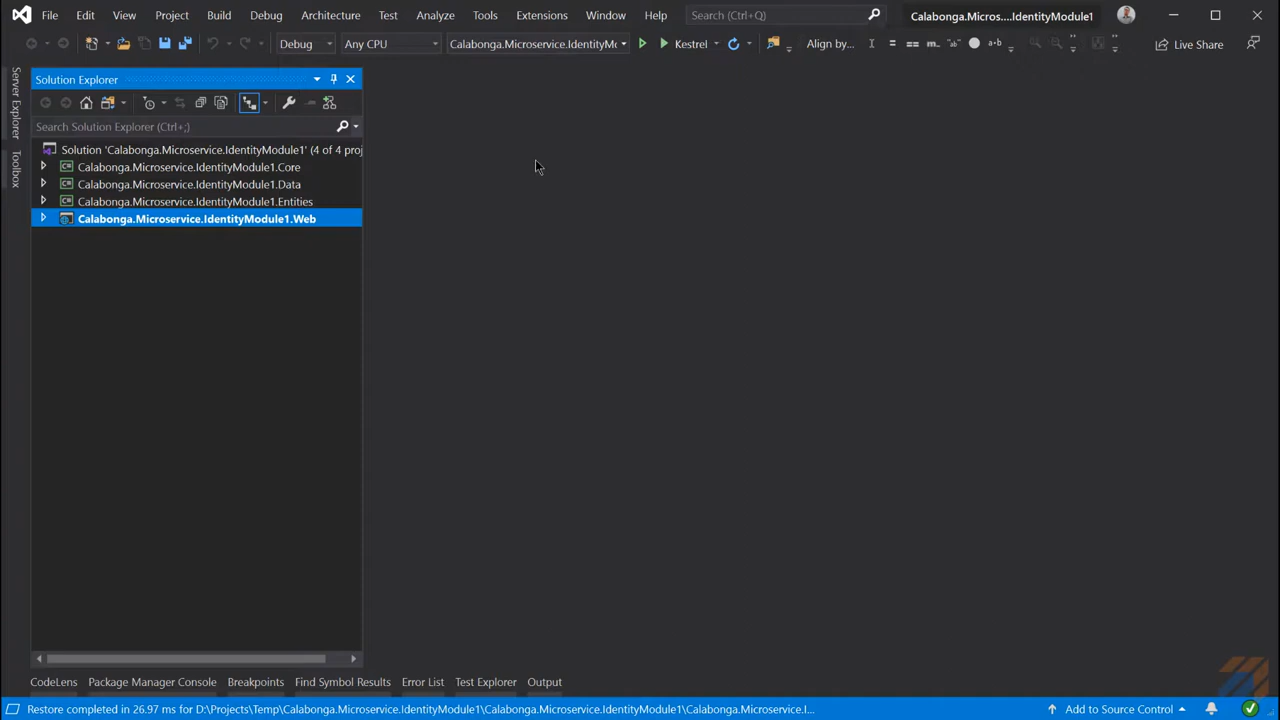 File Edit View Project Build Debug Architecture Test Analyze Tools Extensions Window Help Search (Ctrl+Q) Calabonga.Micros....IdentityModule1
Debug Any CPU Calabonga.Microservice.IdentityMo Kestrel Align by... Live Share
Server Explorer
Toolbox
Solution Explorer
Search Solution Explorer (Ctrl+;)
Solution 'Calabonga.Microservice.IdentityModule1' (4 of 4 proj
Calabonga.Microservice.IdentityModule1.Core
Calabonga.Microservice.IdentityModule1.Data
Calabonga.Microservice.IdentityModule1.Entities
Calabonga.Microservice.IdentityModule1.Web
CodeLens Package Manager Console Breakpoints Find Symbol Results Error List Test Explorer Output
Restore completed in 26.97 ms for D:\Projects\Temp\Calabonga.Microservice.IdentityModule1\Calabonga.Microservice.IdentityModule1\Calabonga.Microservice.I... Add to Source Control